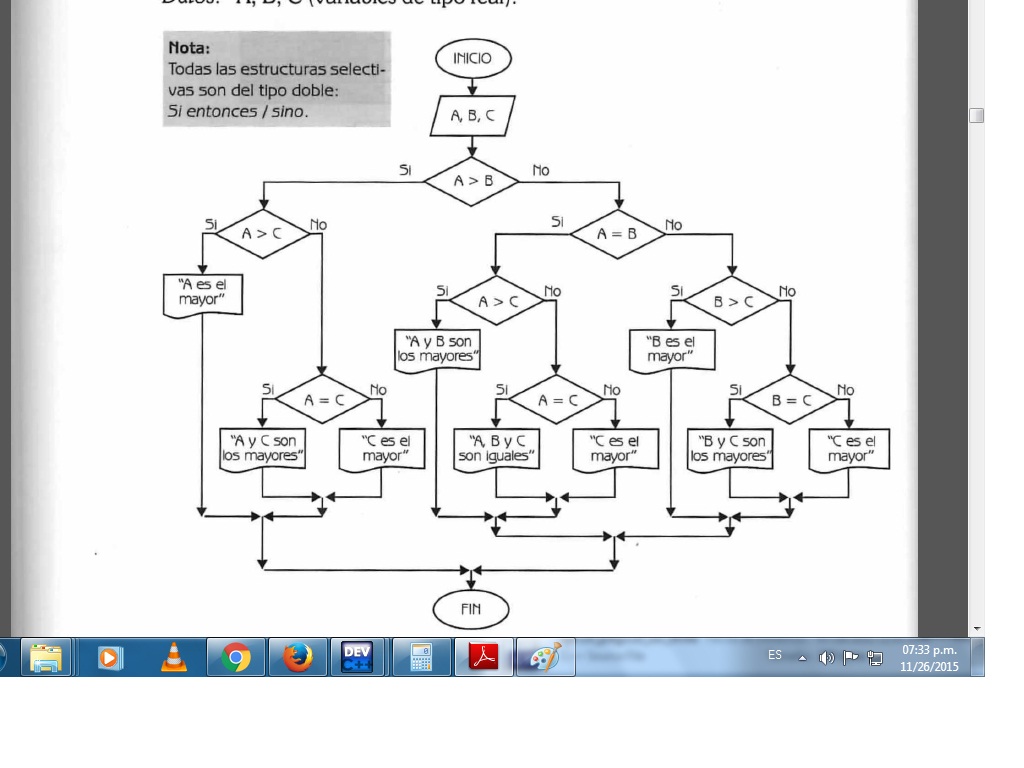 Datos: A, B, C (variables de tipo real).
Nota:
Todas las estructuras selecti-
vas son del tipo doble:
Si entonces / sino.
INICIO
A, B, C
Si
A > B
No
Si
A > C
No
Si
A = B
No
"A es el
mayor"
Si
A > C
No
Si
B > C
No
"A y B son
los mayores"
"B es el
mayor"
Si
A = C
No
Si
A = C
No
Si
B = C
No
"A y C son
los mayores"
"C es el
mayor"
"A, B y C
son iguales"
"C es el
mayor"
"B y C son
los mayores"
"C es el
mayor"
FIN
DEV
C++
ES
07:33 p.m.
11/26/2015